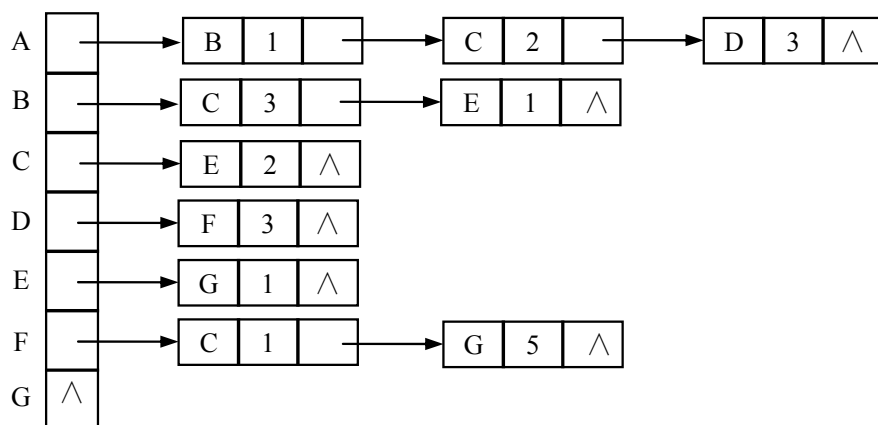 A B 1 C 2 D 3 ∧
B C 3 E 1 ∧
C E 2 ∧
D F 3 ∧
E G 1 ∧
F C 1 G 5 ∧
G ∧